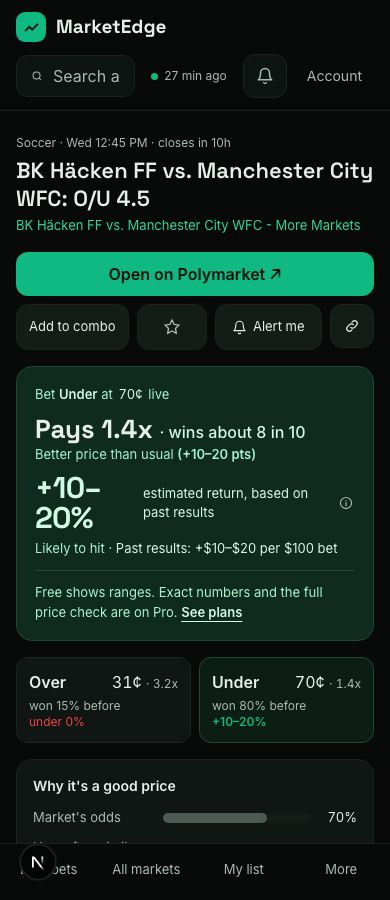 MarketEdge
Search a
27 min ago
Account
Soccer · Wed 12:45 PM · closes in 10h
BK Häcken FF vs. Manchester City
WFC: O/U 4.5
BK Häcken FF vs. Manchester City WFC - More Markets
Open on Polymarket ↗
Add to combo
Alert me
Bet Under at 70¢ live
Pays 1.4x · wins about 8 in 10
Better price than usual (+10–20 pts)
+10–
20%
estimated return, based on
past results
Likely to hit · Past results: +$10–$20 per $100 bet
Free shows ranges. Exact numbers and the full
price check are on Pro. See plans
Over 31¢ · 3.2x
won 15% before
under 0%
Under 70¢ · 1.4x
won 80% before
+10–20%
Why it's a good price
Market's odds 70%
N
bets
All markets
My list
More